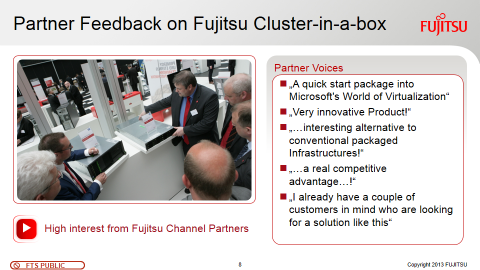 Partner Feedback on Fujitsu Cluster-in-a-box
FUJITSU
Partner Voices
„A quick start package into
Microsoft's World of Virtualization“
„Very innovative Product!“
„…interesting alternative to
conventional packaged
Infrastructures!“
„…a real competitive
advantage…!“
„I already have a couple of
customers in mind who are looking
for a solution like this“
High interest from Fujitsu Channel Partners
FTS PUBLIC
8
Copyright 2013 FUJITSU